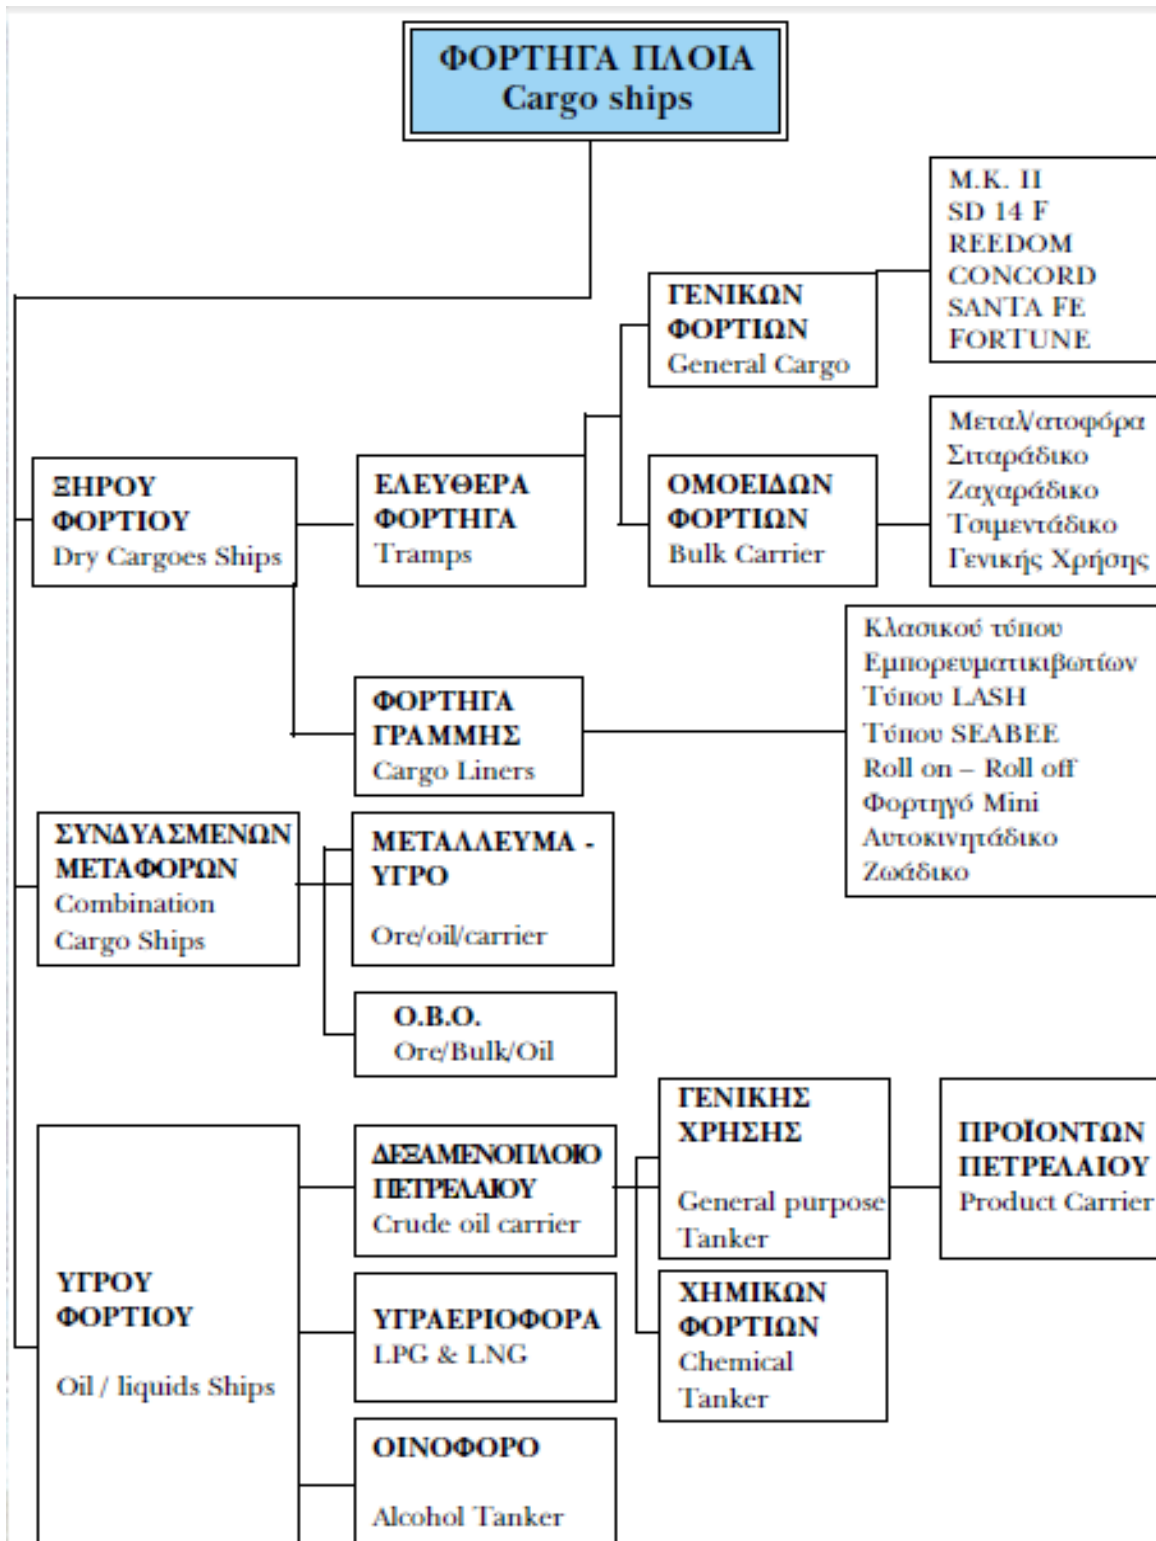 ΦΟΡΤΗΓΑ ΠΛΟΙΑ
Cargo ships
M.K. II
SD 14 F
REEDOM
CONCORD
SANTA FE
FORTUNE
ΓΕΝΙΚΩΝ
ΦΟΡΤΙΩΝ
General Cargo
ΞΗΡΟΥ
ΦΟΡΤΙΟΥ
Dry Cargoes Ships
ΕΛΕΥΘΕΡΑ
ΦΟΡΤΗΓΑ
Tramps
ΟΜΟΕΙΔΩΝ
ΦΟΡΤΙΩΝ
Bulk Carrier
Μεταλ/ατοφόρα
Σιταράδικο
Ζαχαράδικο
Τσιμεντάδικο
Γενικής Χρήσης
ΦΟΡΤΗΓΑ
ΓΡΑΜΜΗΣ
Cargo Liners
Κλασικού τύπου
Εμπορευματικιβωτίων
Τύπου LASH
Τύπου SEABEE
Roll on – Roll off
Φορτηγό Mini
Αυτοκινητάδικο
Ζωάδικο
ΣΥΝΔΥΑΣΜΕΝΩΝ
ΜΕΤΑΦΟΡΩΝ
Combination
Cargo Ships
ΜΕΤΑΛΛΕΥΜΑ -
ΥΓΡΟ
Ore/oil/carrier
O.B.O.
Ore/Bulk/Oil
ΥΓΡΟΥ
ΦΟΡΤΙΟΥ
Oil / liquids Ships
ΔΕΞΑΜΕΝΟΠΛΟΙΟ
ΠΕΤΡΕΛΑΙΟΥ
Crude oil carrier
ΓΕΝΙΚΗΣ
ΧΡΗΣΗΣ
General purpose
Tanker
ΠΡΟΪΟΝΤΩΝ
ΠΕΤΡΕΛΑΙΟΥ
Product Carrier
ΥΓΡΑΕΡΙΟΦΟΡΑ
LPG & LNG
ΧΗΜΙΚΩΝ
ΦΟΡΤΙΩΝ
Chemical
Tanker
ΟΙΝΟΦΟΡΟ
Alcohol Tanker